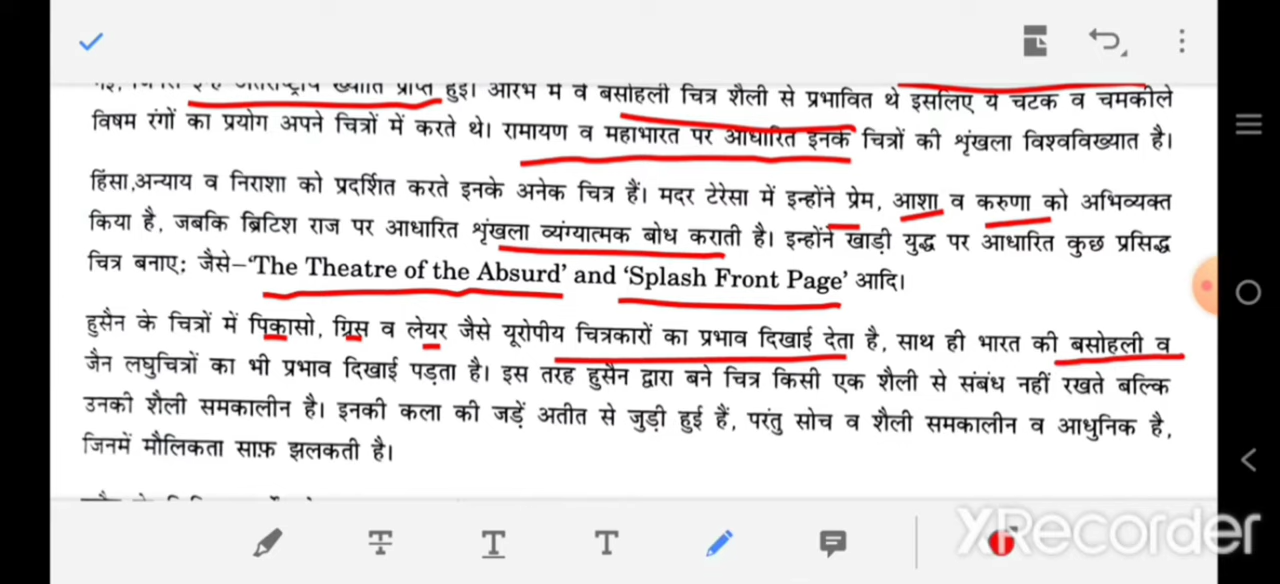 अंतर्राष्ट्रीय ख्याति प्राप्त हुई। आरंभ में वे बसोहली चित्र शैली से प्रभावित थे इसलिए ये चटक व चमकीले
विषम रंगों का प्रयोग अपने चित्रों में करते थे। रामायण व महाभारत पर आधारित इनके चित्रों की शृंखला विश्वविख्यात है।
हिंसा,अन्याय व निराशा को प्रदर्शित करते इनके अनेक चित्र हैं। मदर टेरेसा में इन्होंने प्रेम, आशा व करुणा को अभिव्यक्त
किया है, जबकि ब्रिटिश राज पर आधारित शृंखला व्यंग्यात्मक बोध कराती है। इन्होंने खाड़ी युद्ध पर आधारित कुछ प्रसिद्ध
चित्र बनाए; जैसे–‘The Theatre of the Absurd’ and ‘Splash Front Page’ आदि।
हुसैन के चित्रों में पिकासो, ग्रिस व लेयर जैसे यूरोपीय चित्रकारों का प्रभाव दिखाई देता है, साथ ही भारत की बसोहली व
जैन लघुचित्रों का भी प्रभाव दिखाई पड़ता है। इस तरह हुसैन द्वारा बने चित्र किसी एक शैली से संबंध नहीं रखते बल्कि
उनकी शैली समकालीन है। इनकी कला की जड़ें अतीत से जुड़ी हुई हैं, परंतु सोच व शैली समकालीन व आधुनिक है,
जिनमें मौलिकता साफ़ झलकती है।
T T T
XRecorder